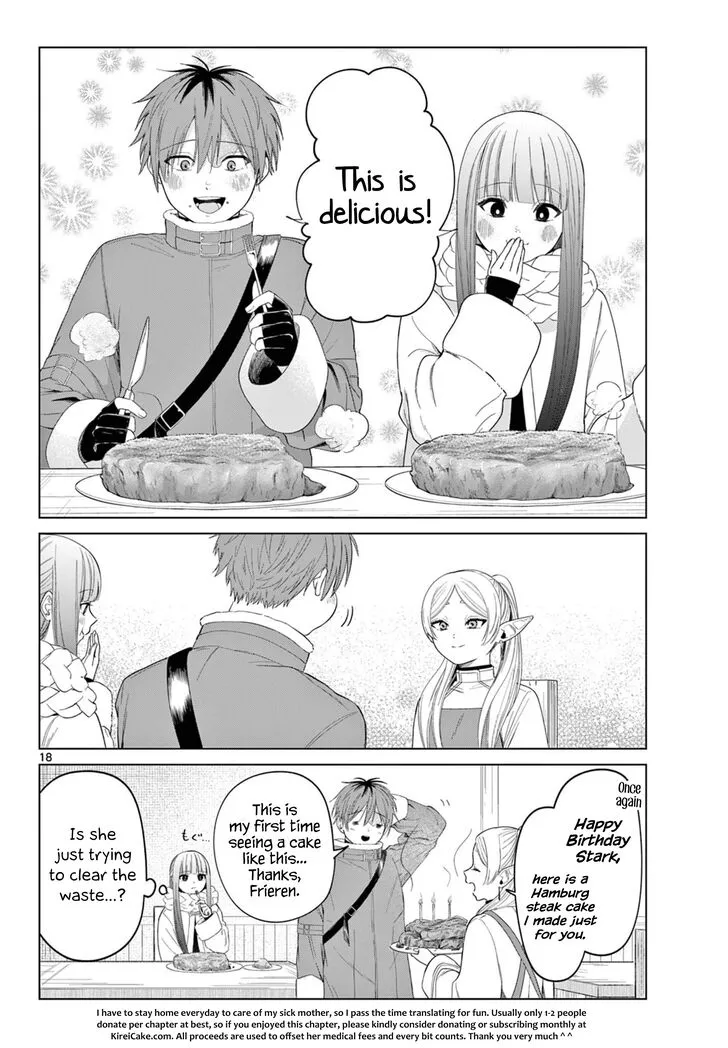 This is
delicious!
18
Once
again
Happy
Birthday
Stark,
here is a
Hamburg
steak cake
I made just
for you.
This is
my first time
seeing a cake
like this...
Thanks,
Frieren.
もぐ…
Is she
just trying
to clear the
waste...?
I have to stay home everyday to care of my sick mother, so I pass the time translating for fun. Usually only 1-2 people
donate per chapter at best, so if you enjoyed this chapter, please kindly consider donating or subscribing monthly at
KireiCake.com. All proceeds are used to offset her medical fees and every bit counts. Thank you very much ^ ^